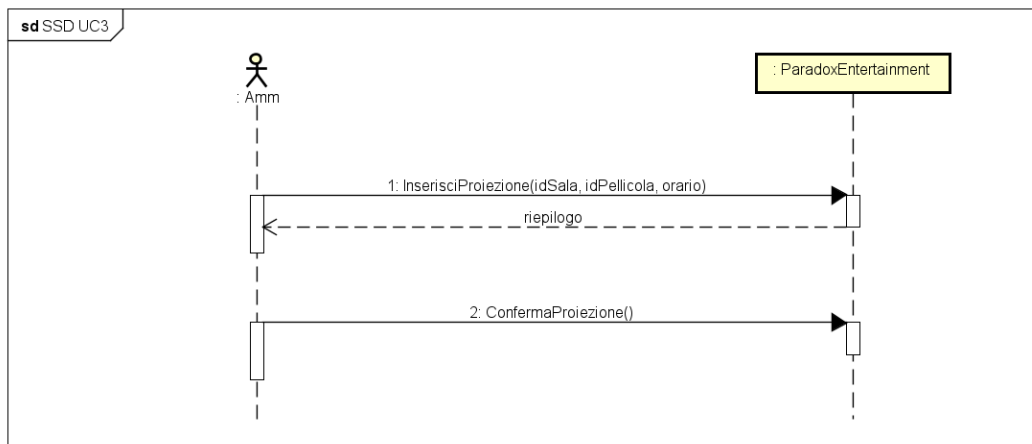 sd SSD UC3
: Amm
: ParadoxEntertainment
1: InserisciProiezione(idSala, idPellicola, orario)
riepilogo
2: ConfermaProiezione()